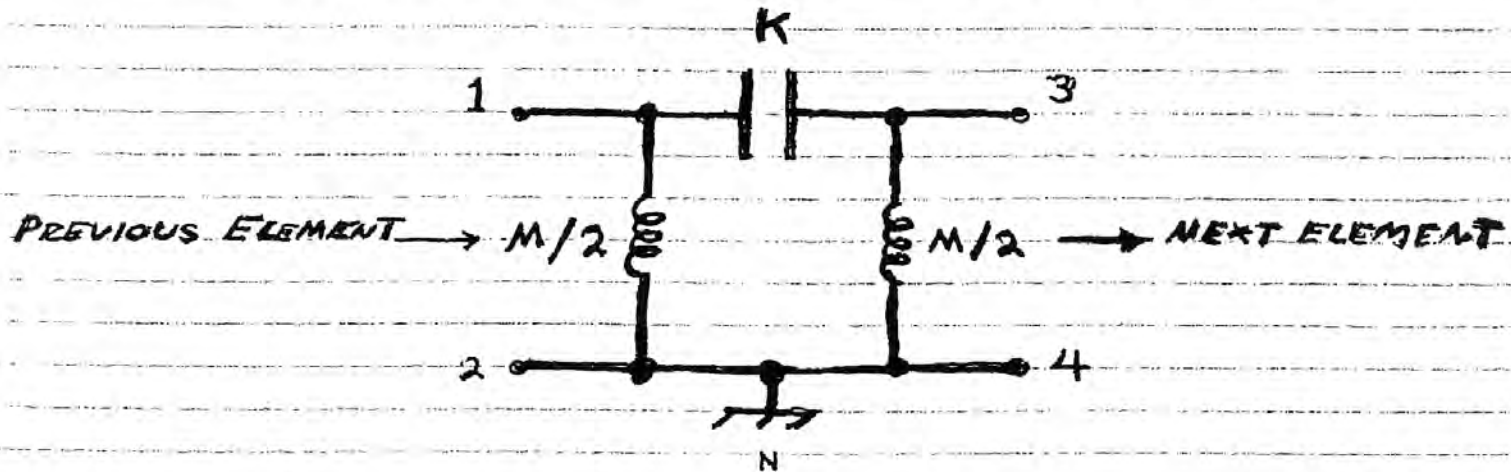 K
1
3
PREVIOUS ELEMENT → M/2
M/2 → NEXT ELEMENT
2
4
N